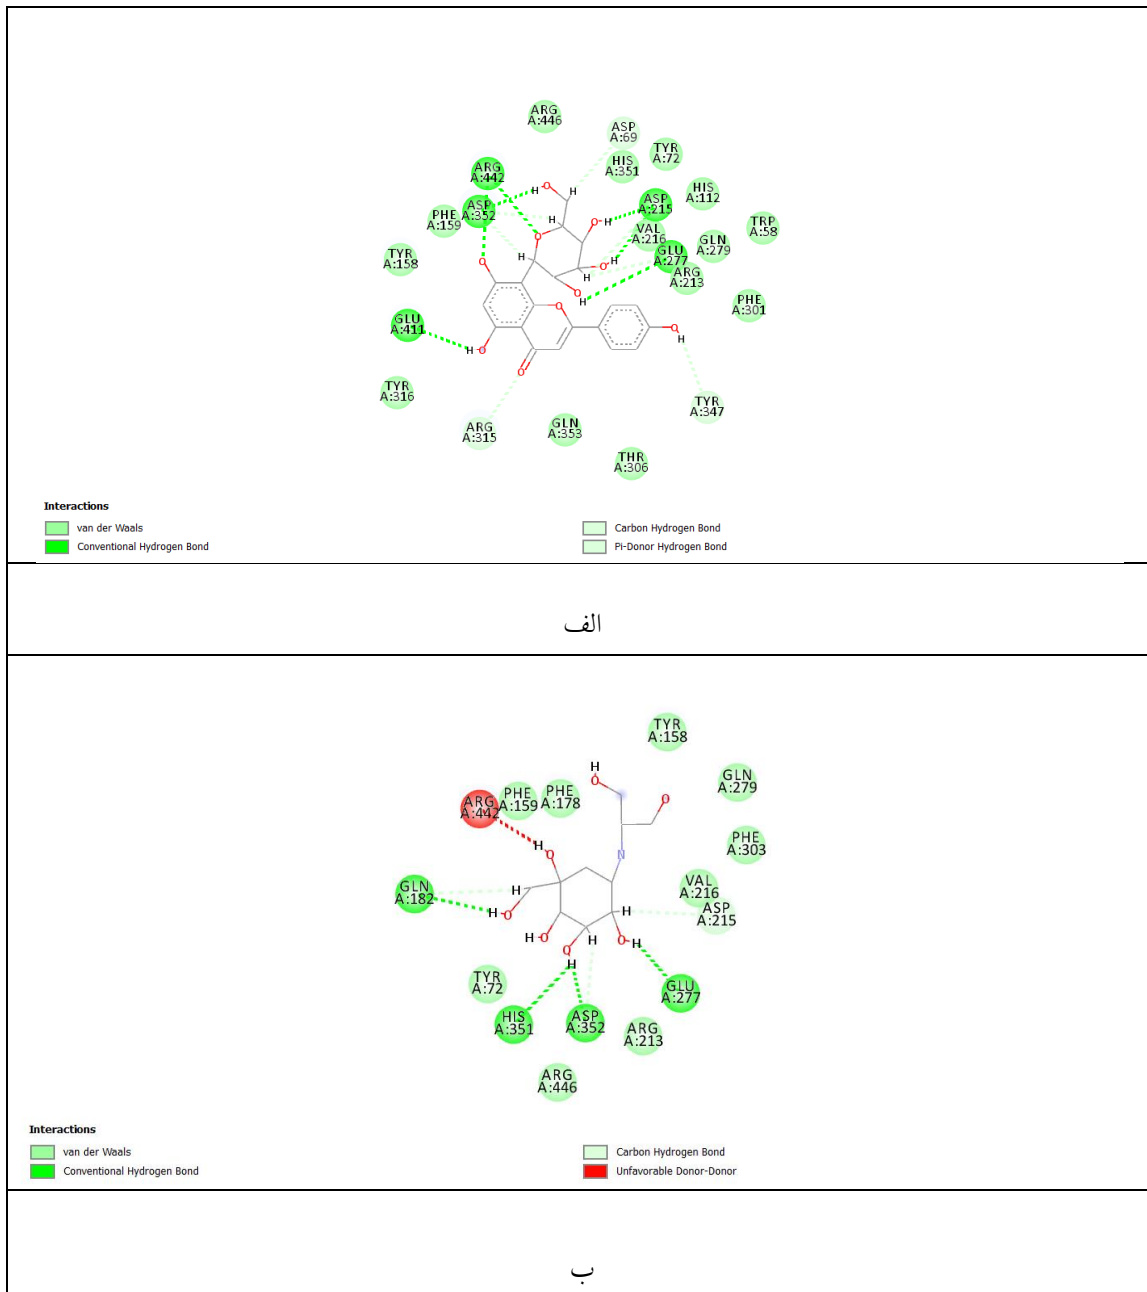 ARG
A:446
ASP
A:69
TYR
A:72
HIS
A:351
ARG
A:442
HIS
A:112
ASP
A:215
ASP
A:352
PHE
A:159
TRP
A:58
VAL
A:216
GLN
A:279
GLU
A:277
TYR
A:158
ARG
A:213
PHE
A:301
GLU
A:411
TYR
A:316
TYR
A:347
ARG
A:315
GLN
A:353
THR
A:306
H O
H
H
O H
O
O H
H
H
O
O
H
O
H O
O
O
H
Interactions
van der Waals
Conventional Hydrogen Bond
Carbon Hydrogen Bond
Pi-Donor Hydrogen Bond
الف
TYR
A:158
GLN
A:279
ARG
A:442
PHE
A:159
PHE
A:178
PHE
A:303
GLN
A:182
VAL
A:216
ASP
A:215
TYR
A:72
GLU
A:277
HIS
A:351
ASP
A:352
ARG
A:213
ARG
A:446
H
O
O
H
O
N
H
H O
H
H O
O
H
O H
H
Interactions
van der Waals
Conventional Hydrogen Bond
Carbon Hydrogen Bond
Unfavorable Donor-Donor
ب